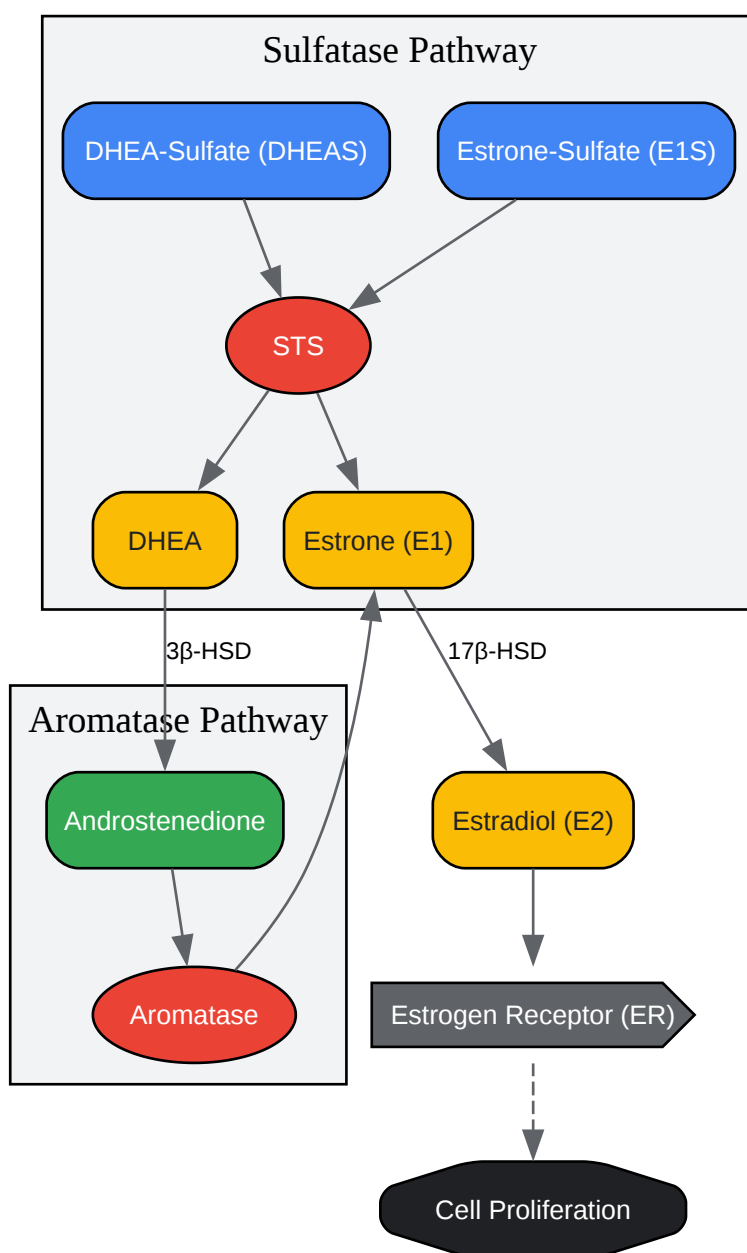 Sulfatase Pathway
DHEA-Sulfate (DHEAS)
Estrone-Sulfate (E1S)
STS
DHEA
Estrone (E1)
3β-HSD
17β-HSD
Aromatase Pathway
Androstenedione
Estradiol (E2)
Aromatase
Estrogen Receptor (ER)
Cell Proliferation